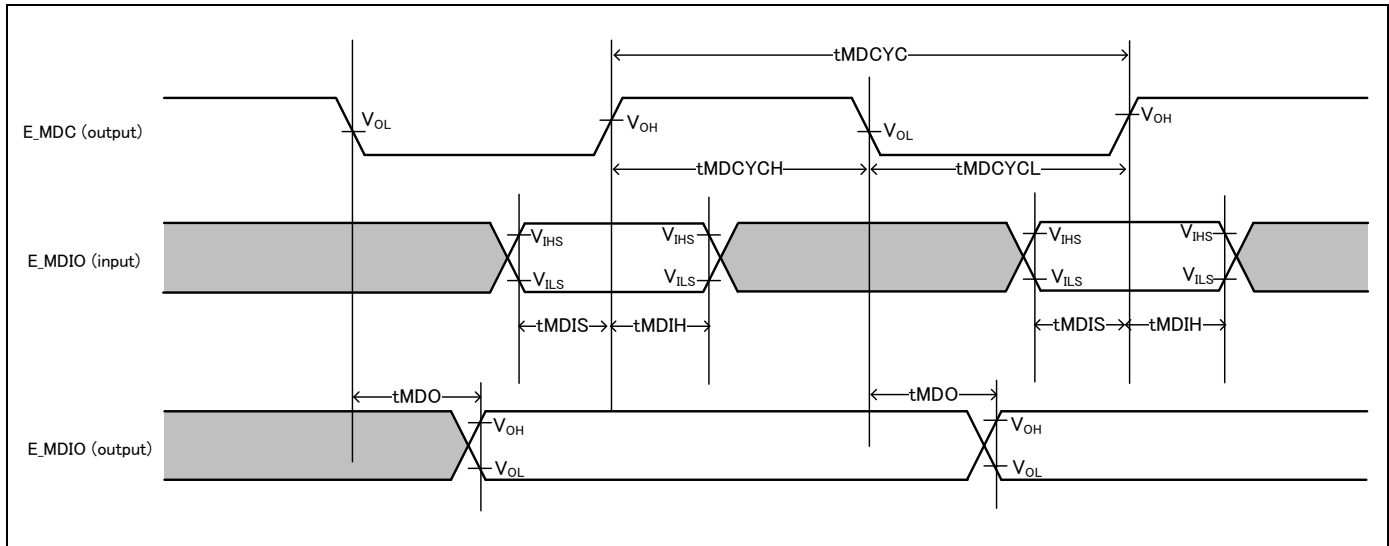 tMDCYC
E_MDC (output)
VOL
VOH
VOL
VOH
tMDCYCH
tMDCYCL
E_MDIO (input)
VIHS
VIHS
VIHS
VIHS
VILS
VILS
VILS
VILS
tMDIS
tMDIH
tMDIS
tMDIH
tMDO
tMDO
E_MDIO (output)
VOH
VOH
VOL
VOL